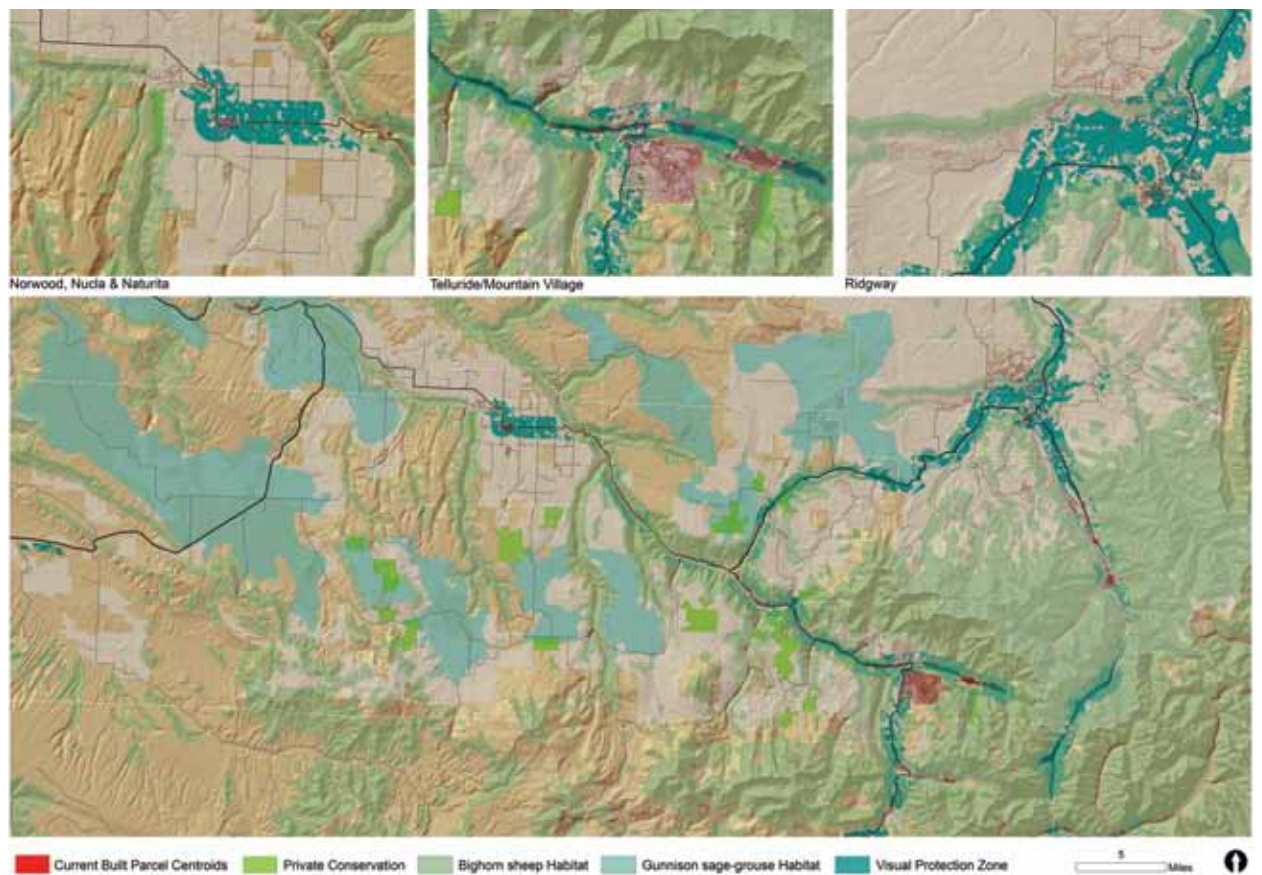 Norwood, Nucla & Naturita
Telluride/Mountain Village
Ridgway
Current Built Parcel Centroids
Private Conservation
Bighorn sheep Habitat
Gunnison sage-grouse Habitat
Visual Protection Zone
5
Miles